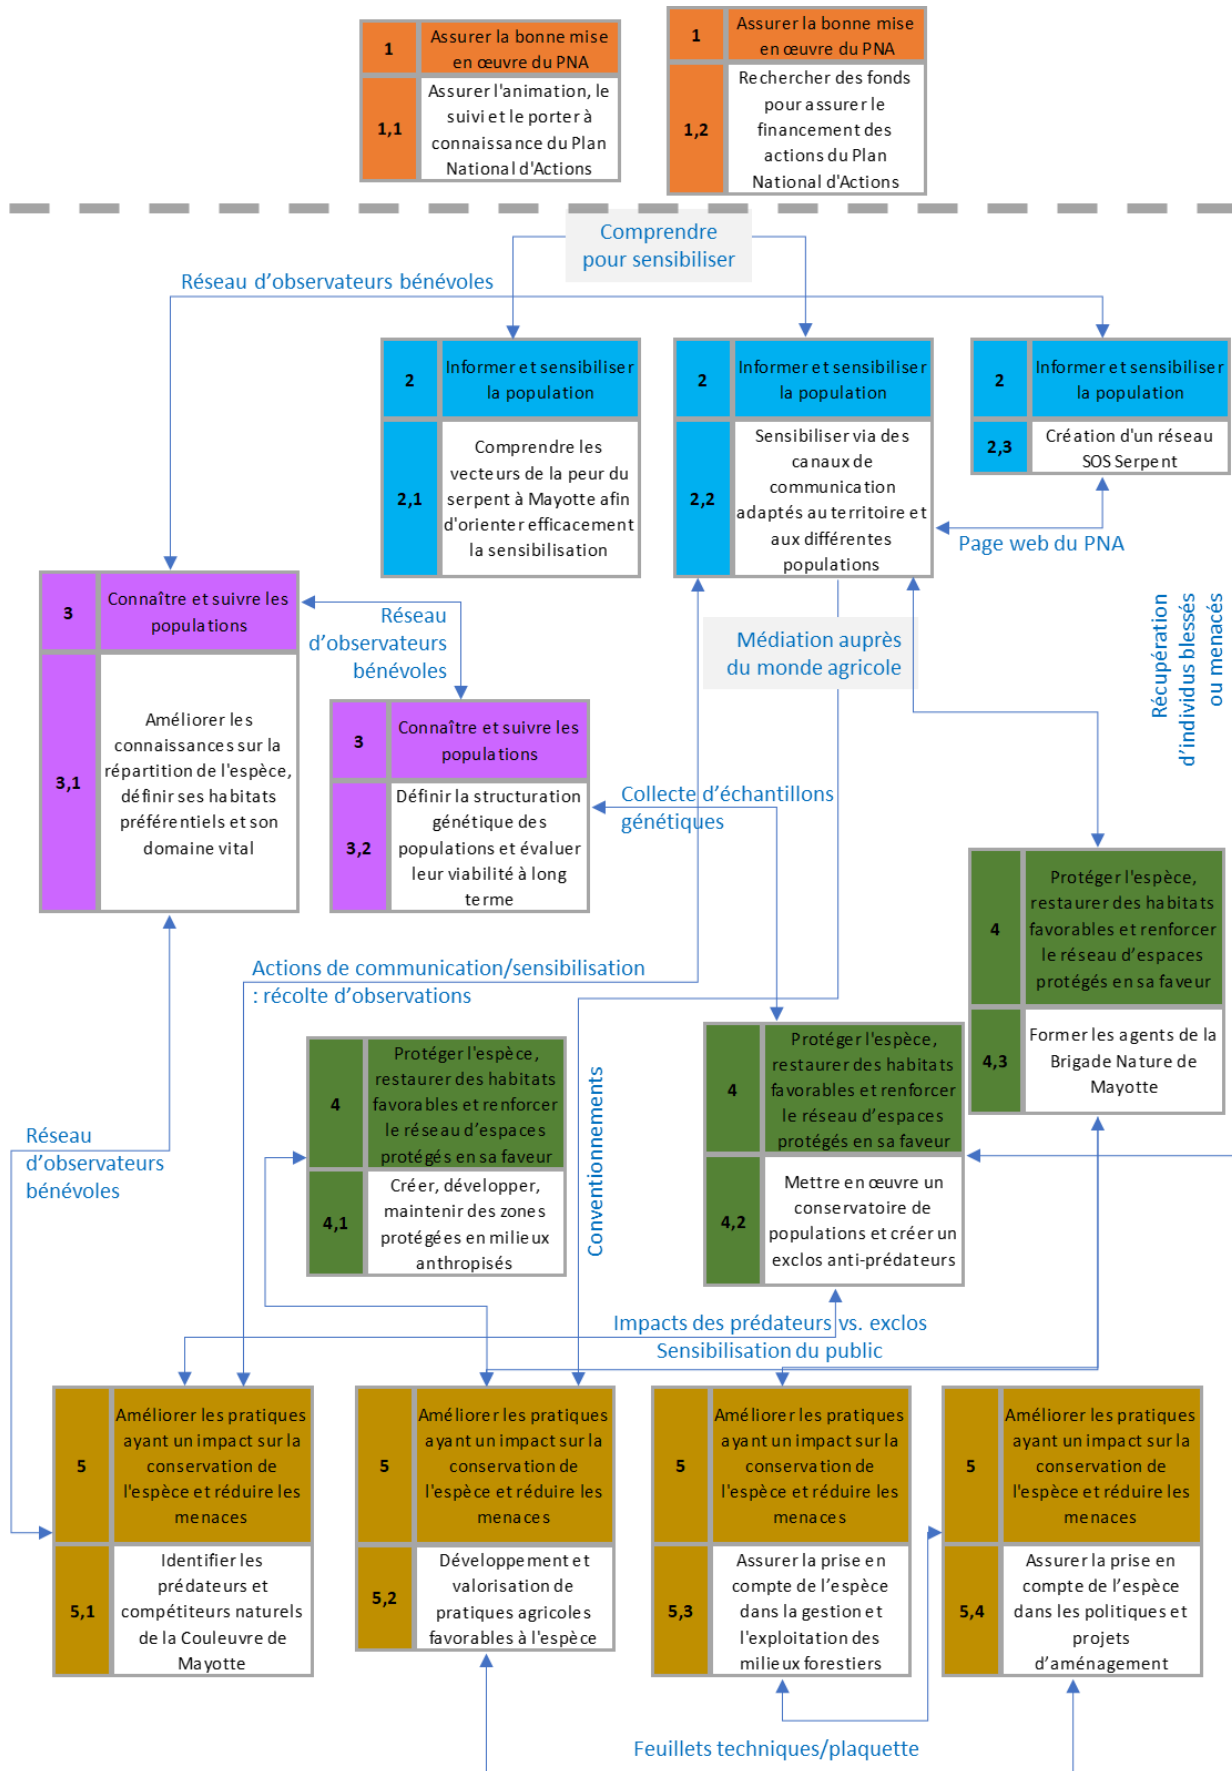 1
Assurer la bonne mise
en œuvre du PNA
1,1
Assurer l'animation, le
suivi et le porter à
connaissance du Plan
National d'Actions
1
Assurer la bonne mise
en œuvre du PNA
1,2
Rechercher des fonds
pour assurer le
financement des
actions du Plan
National d'Actions
Comprendre
pour sensibiliser
Réseau d'observateurs bénévoles
2
Informer et sensibiliser
la population
2,1
Comprendre les
vecteurs de la peur du
serpent à Mayotte afin
d'orienter efficacement
la sensibilisation
2
Informer et sensibiliser
la population
2,2
Sensibiliser via des
canaux de
communication
adaptés au territoire et
aux différentes
populations
2
Informer et sensibiliser
la population
2,3
Création d'un réseau
SOS Serpent
Page web du PNA
3
Connaître et suivre les
populations
3,1
Améliorer les
connaissances sur la
répartition de l'espèce,
définir ses habitats
préférentiels et son
domaine vital
Réseau
d'observateurs
bénévoles
Médiation auprès
du monde agricole
Récupération
d'individus blessés
ou menacés
3
Connaître et suivre les
populations
3,2
Définir la structuration
génétique des
populations et évaluer
leur viabilité à long
terme
Collecte d'échantillons
génétiques
4
Protéger l'espèce,
restaurer des habitats
favorables et renforcer
le réseau d'espaces
protégés en sa faveur
4,3
Former les agents de la
Brigade Nature de
Mayotte
Actions de communication/sensibilisation
: récolte d'observations
4
Protéger l'espèce,
restaurer des habitats
favorables et renforcer
le réseau d'espaces
protégés en sa faveur
4,1
Créer, développer,
maintenir des zones
protégées en milieux
anthropisés
Conventionnements
4
Protéger l'espèce,
restaurer des habitats
favorables et renforcer
le réseau d'espaces
protégés en sa faveur
4,2
Mettre en œuvre un
conservatoire de
populations et créer un
exclos anti-prédateurs
Réseau
d'observateurs
bénévoles
Impacts des prédateurs vs. exclos
Sensibilisation du public
5
Améliorer les pratiques
ayant un impact sur la
conservation de
l'espèce et réduire les
menaces
5,1
Identifier les
prédateurs et
compétiteurs naturels
de la Couleuvre de
Mayotte
5
Améliorer les pratiques
ayant un impact sur la
conservation de
l'espèce et réduire les
menaces
5,2
Développement et
valorisation de
pratiques agricoles
favorables à l'espèce
5
Améliorer les pratiques
ayant un impact sur la
conservation de
l'espèce et réduire les
menaces
5,3
Assurer la prise en
compte de l'espèce
dans la gestion et
l'exploitation des
milieux forestiers
5
Améliorer les pratiques
ayant un impact sur la
conservation de
l'espèce et réduire les
menaces
5,4
Assurer la prise en
compte de l'espèce
dans les politiques et
projets
d'aménagement
Feuillets techniques/plaquette